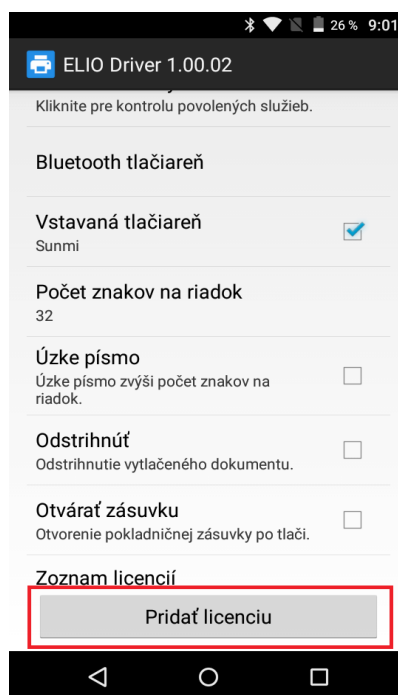 26 % 9:01
ELIO Driver 1.00.02
Kliknite pre kontrolu povolených služieb.
Bluetooth tlačiareň
Vstavaná tlačiareň
Sunmi
Počet znakov na riadok
32
Úzke písmo
Úzke písmo zvýši počet znakov na
riadok.
Odstrihnúť
Odstrihnutie vytlačeného dokumentu.
Otvárať zásuvku
Otvorenie pokladničnej zásuvky po tlači.
Zoznam licencií
Pridať licenciu